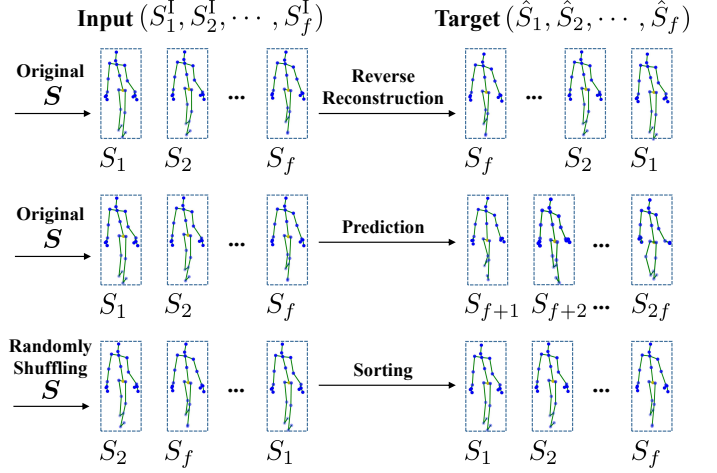 Input (S_1^I, S_2^I, ⋯ , S_f^I) Target (Ŝ_1, Ŝ_2, ⋯ , Ŝ_f)
Original S ... Reverse Reconstruction ...
S_1 S_2 S_f S_f S_2 S_1
Original S ... Prediction ...
S_1 S_2 S_f S_{f+1} S_{f+2} ... S_{2f}
Randomly Shuffling S ... Sorting ...
S_2 S_f S_1 S_1 S_2 S_f